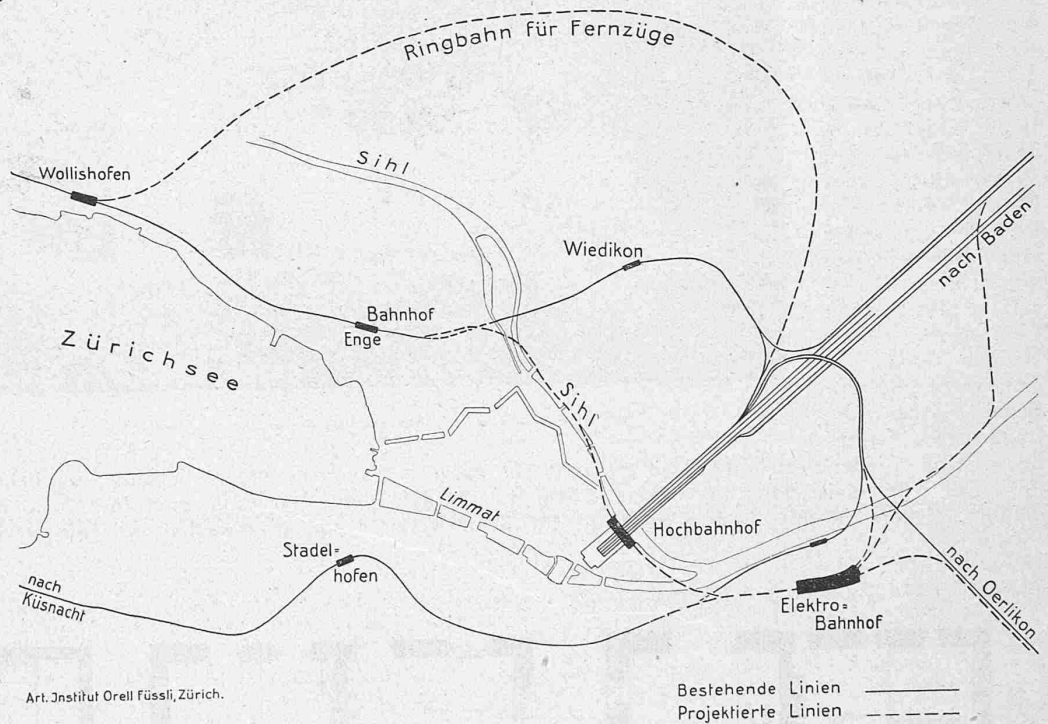 Ringbahn für Fernzüge
Sihl
Wollishofen
Wiedikon
nach Baden
Bahnhof
Enge
Zürichsee
Sihl
Limmat
Hochbahnhof
Stadel=
hofen
nach
Küsnacht
nach Oerlikon
Elektro=
Bahnhof
Art. Jnstitut Orell Füssli, Zürich.
Bestehende Linien
Projektierte Linien